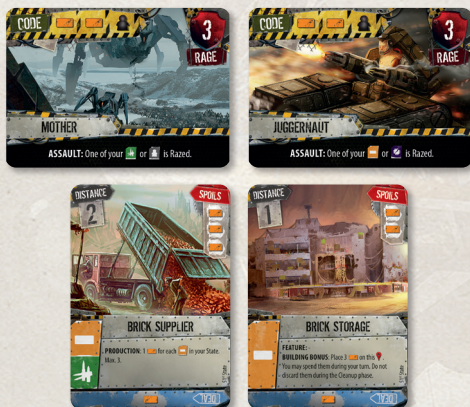 CODE
3
RAGE
MOTHER
ASSAULT: One of your or is Razed.
CODE
3
RAGE
JUGGERNAUT
ASSAULT: One of your or is Razed.
DISTANCE
2
SPOILS
BRICK SUPPLIER
PRODUCTION: 1 for each in your State.
Max. 3.
DISTANCE
1
SPOILS
BRICK STORAGE
FEATURE:
BUILDING BONUS: Place 3 on this.
You may spend them during your turn. Do not
discard them during the Cleanup phase.